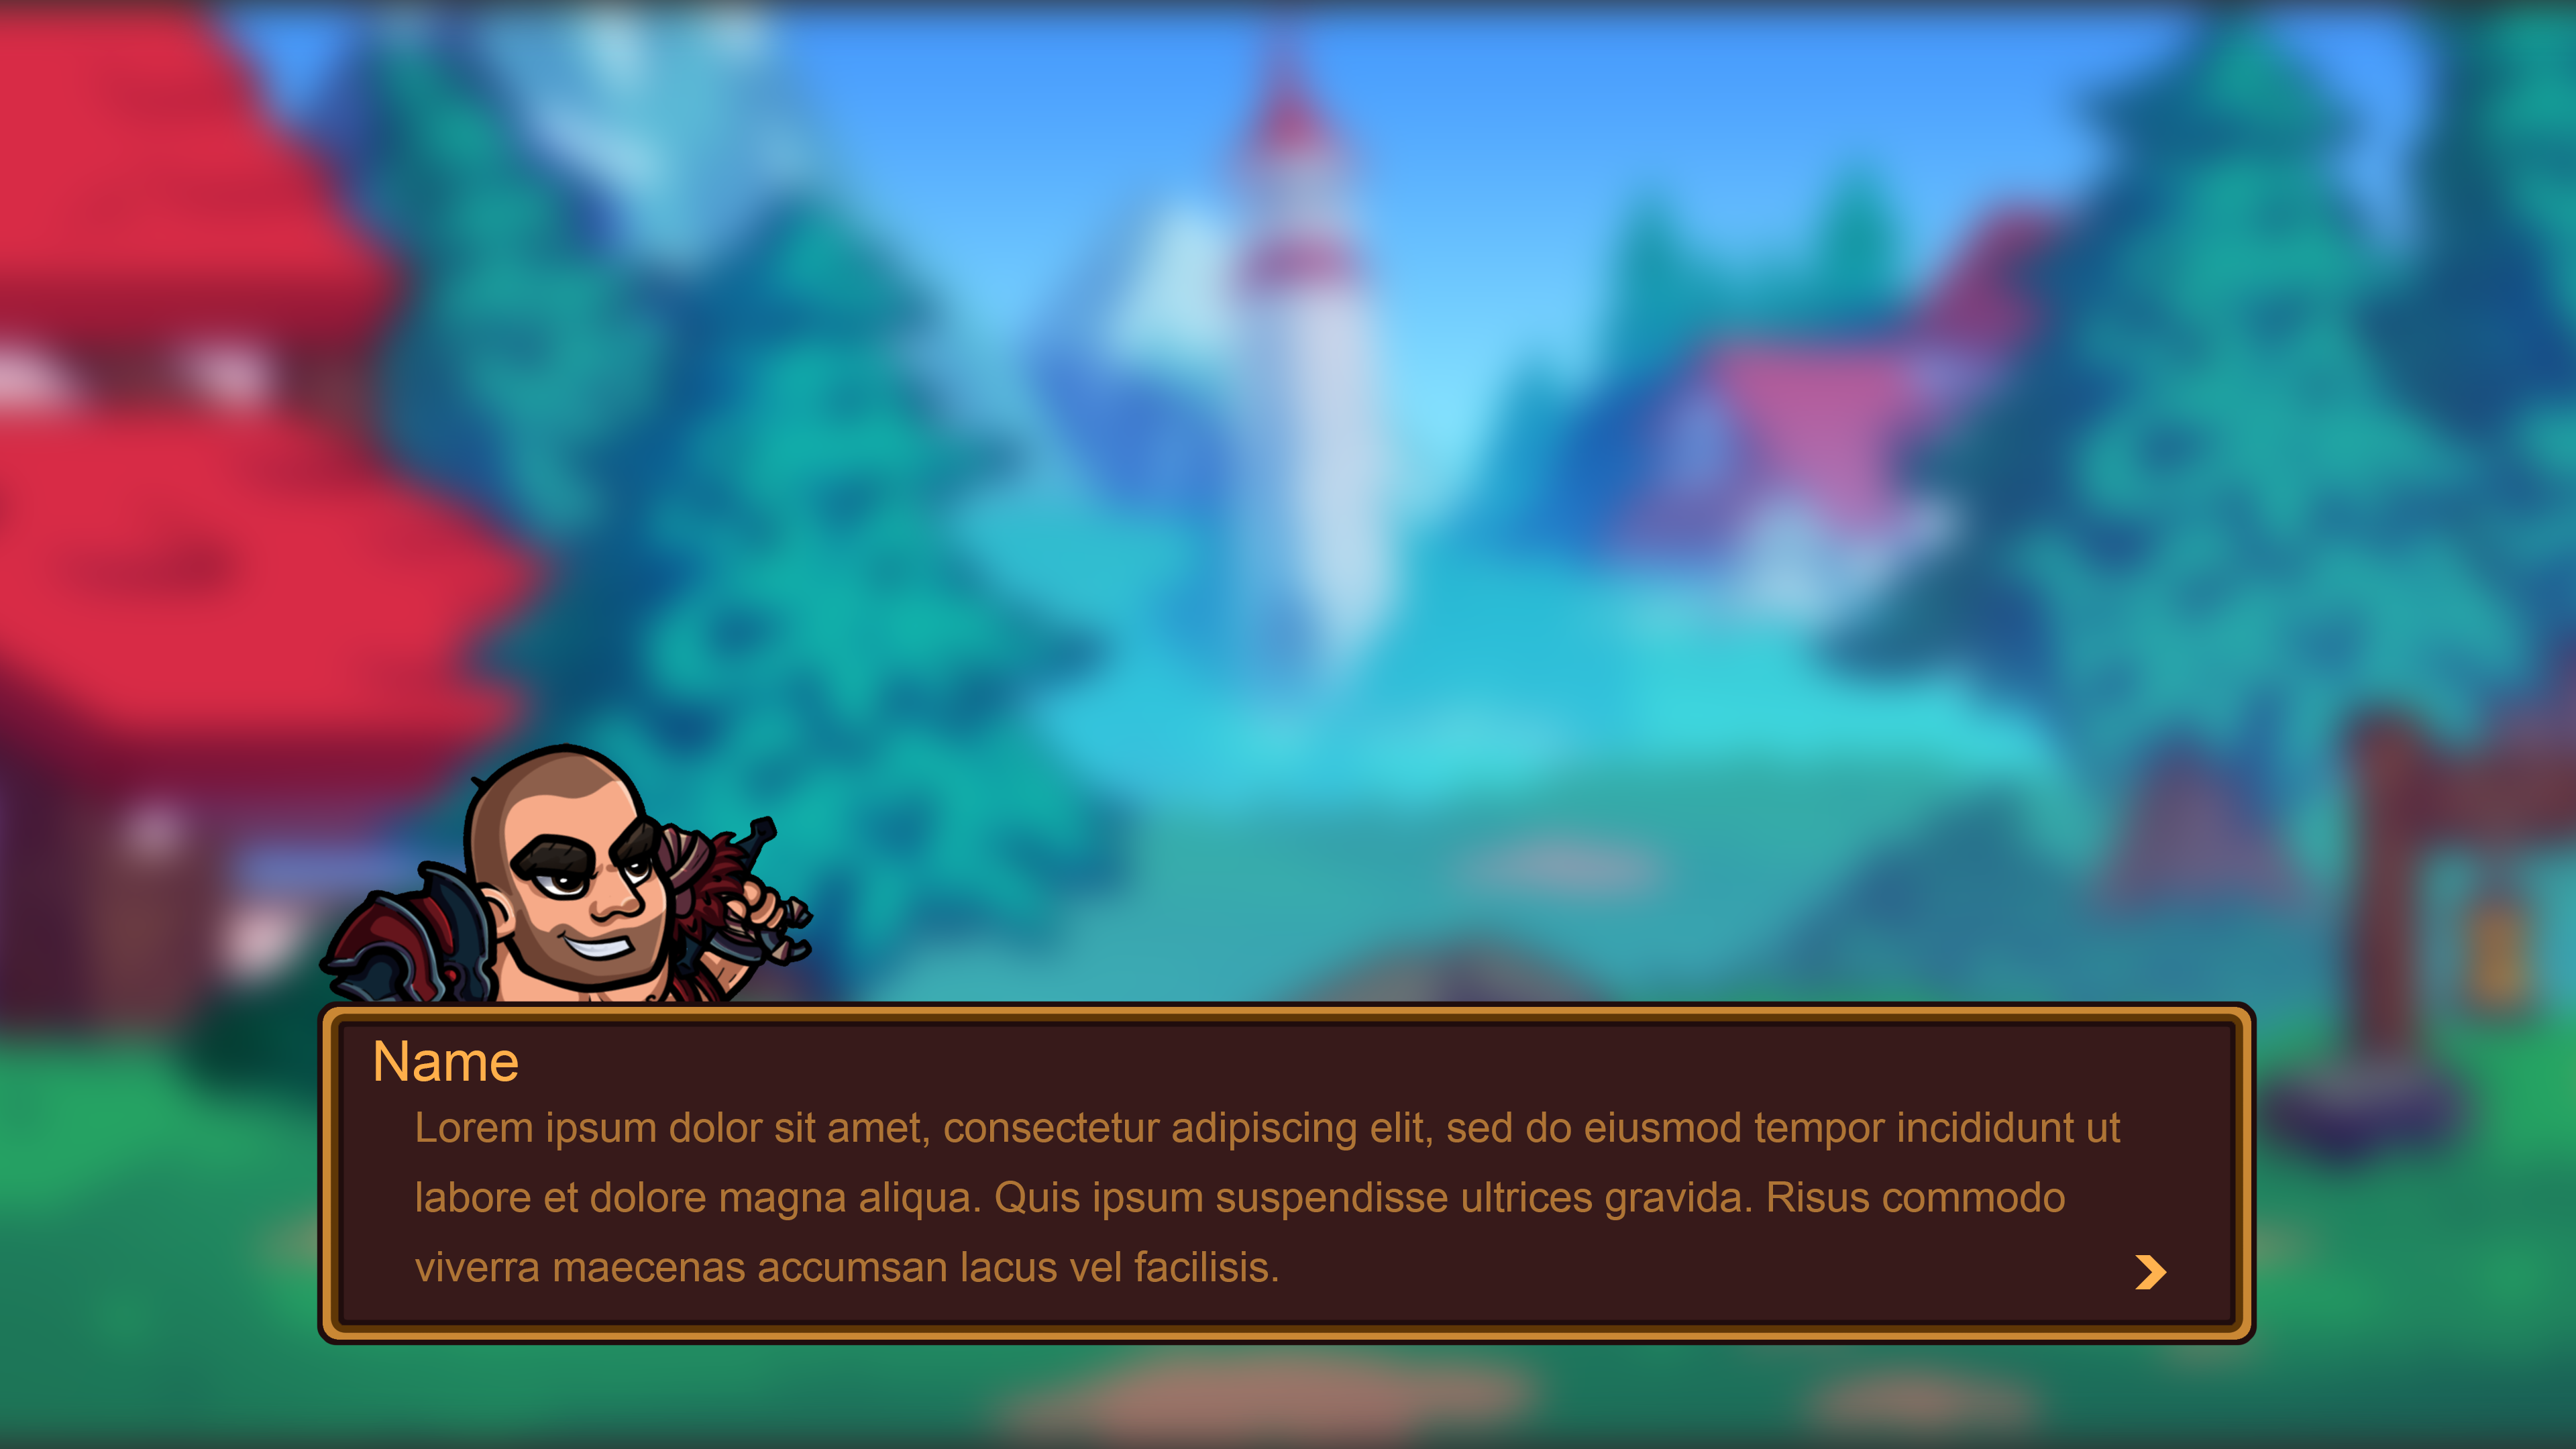 Name
Lorem ipsum dolor sit amet, consectetur adipiscing elit, sed do eiusmod tempor incididunt ut
labore et dolore magna aliqua. Quis ipsum suspendisse ultrices gravida. Risus commodo
viverra maecenas accumsan lacus vel facilisis.